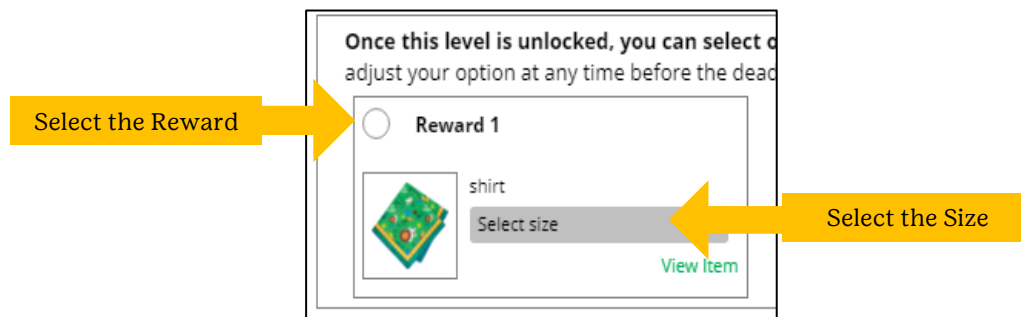 Once this level is unlocked, you can select
adjust your option at any time before the
Select the Reward
Reward 1
shirt
Select size
Select the Size
View Item